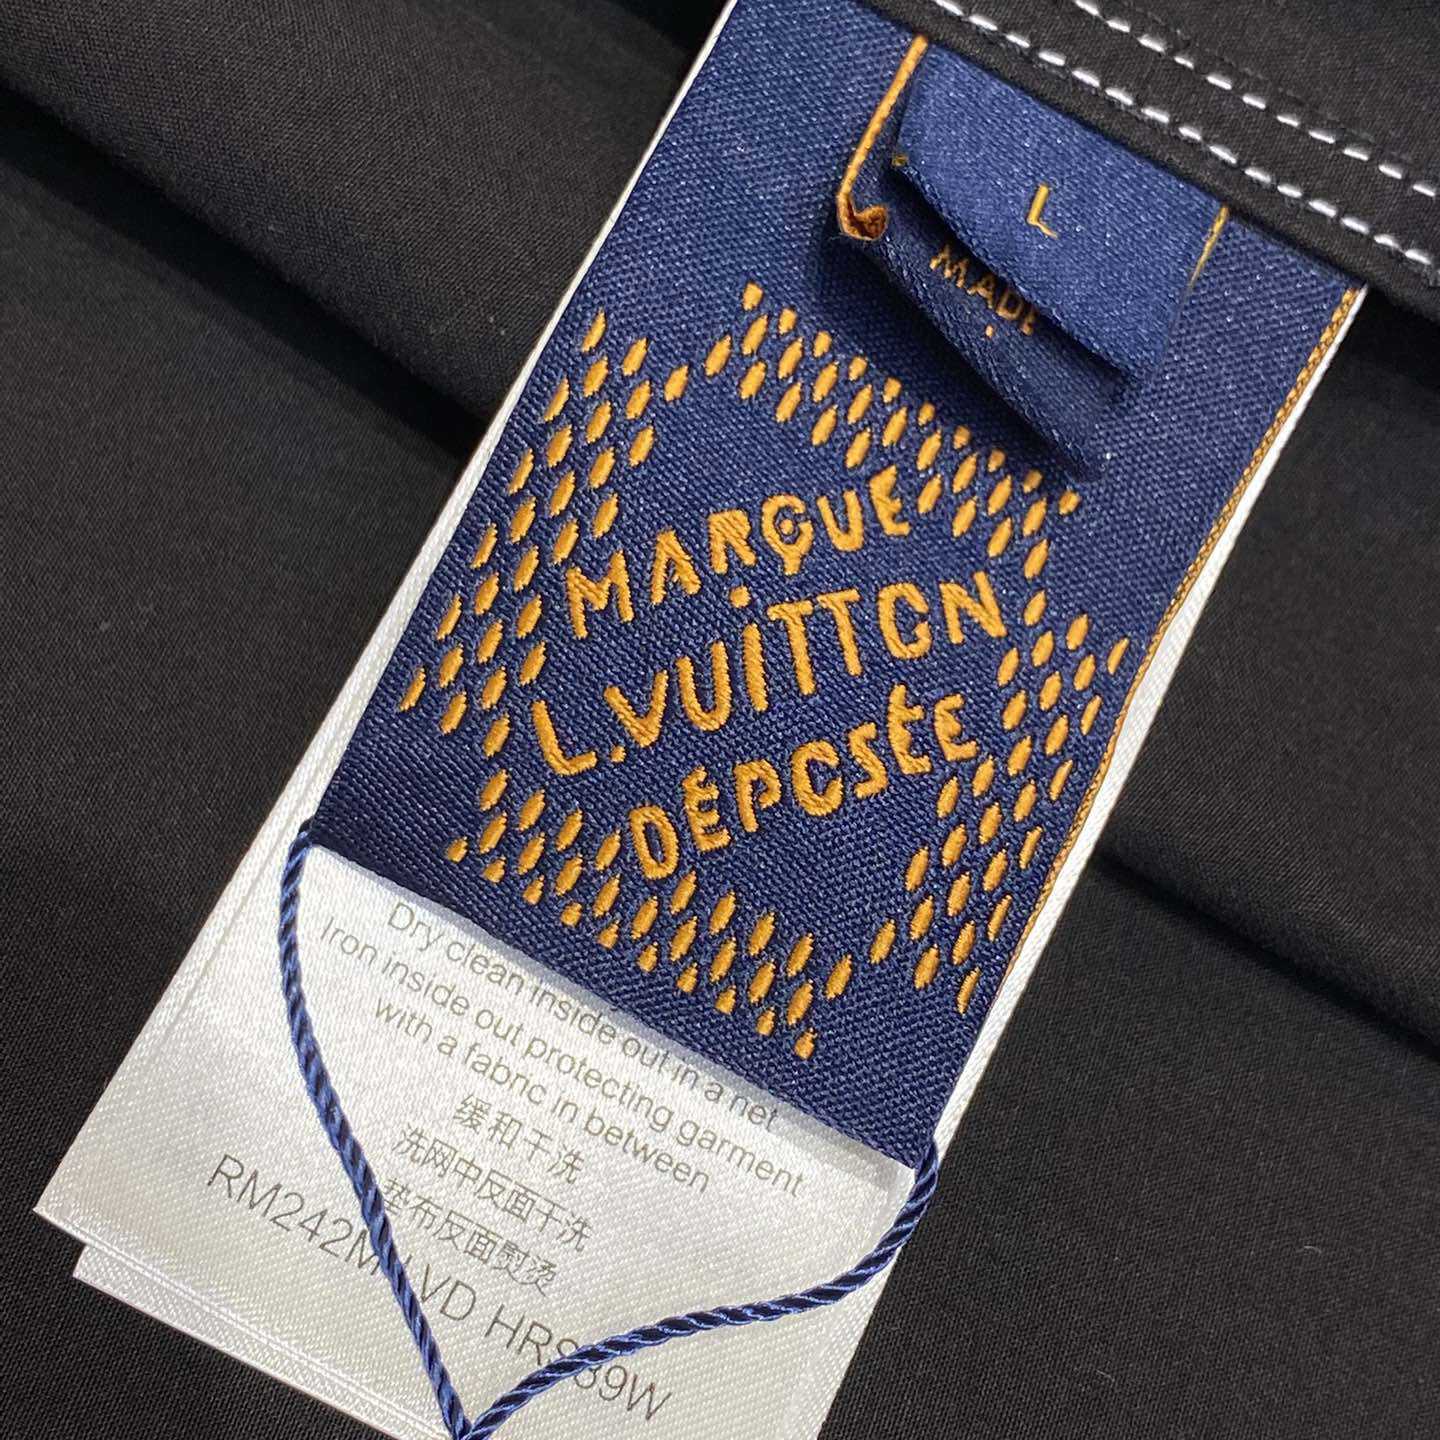 L
MADE
MARQUE
L.VUITTON
DÉPOSÉE
Dry clean inside out in a net
Iron inside out protecting garment
with a fabric in between
缓和干洗
洗网中反面干洗
垫布反面熨烫
HRS39W